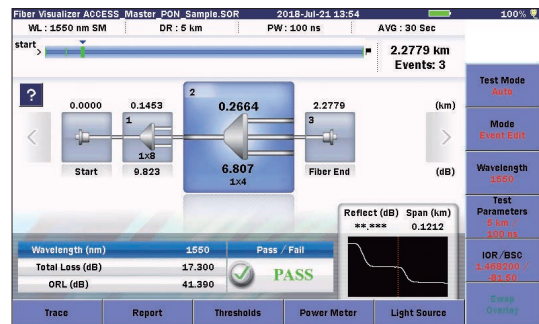 Fiber Visualizer ACCESS_Master_PON_Sample.SOR 2018-Jul-21 13:54 100%
WL : 1550 nm SM DR : 5 km PW : 100 ns AVG : 30 Sec
start
2.2779 km
Events: 3
Test Mode
Auto
?
2
0.0000 0.1453 0.2664 2.2779 (km)
1 3
Mode
Event Edit
1x8
Start 9.823 6.807 Fiber End (dB)
1x4
Wavelength
1550
Test
Parameters
5 km /
100 ns
Reflect (dB) Span (km)
**.*** 0.1212
Wavelength (nm) 1550 Pass / Fail
Total Loss (dB) 17.300 PASS
ORL (dB) 41.390
IOR/BSC
1.468200 /
-81.50
Swap
Overlay
Trace Report Thresholds Power Meter Light Source